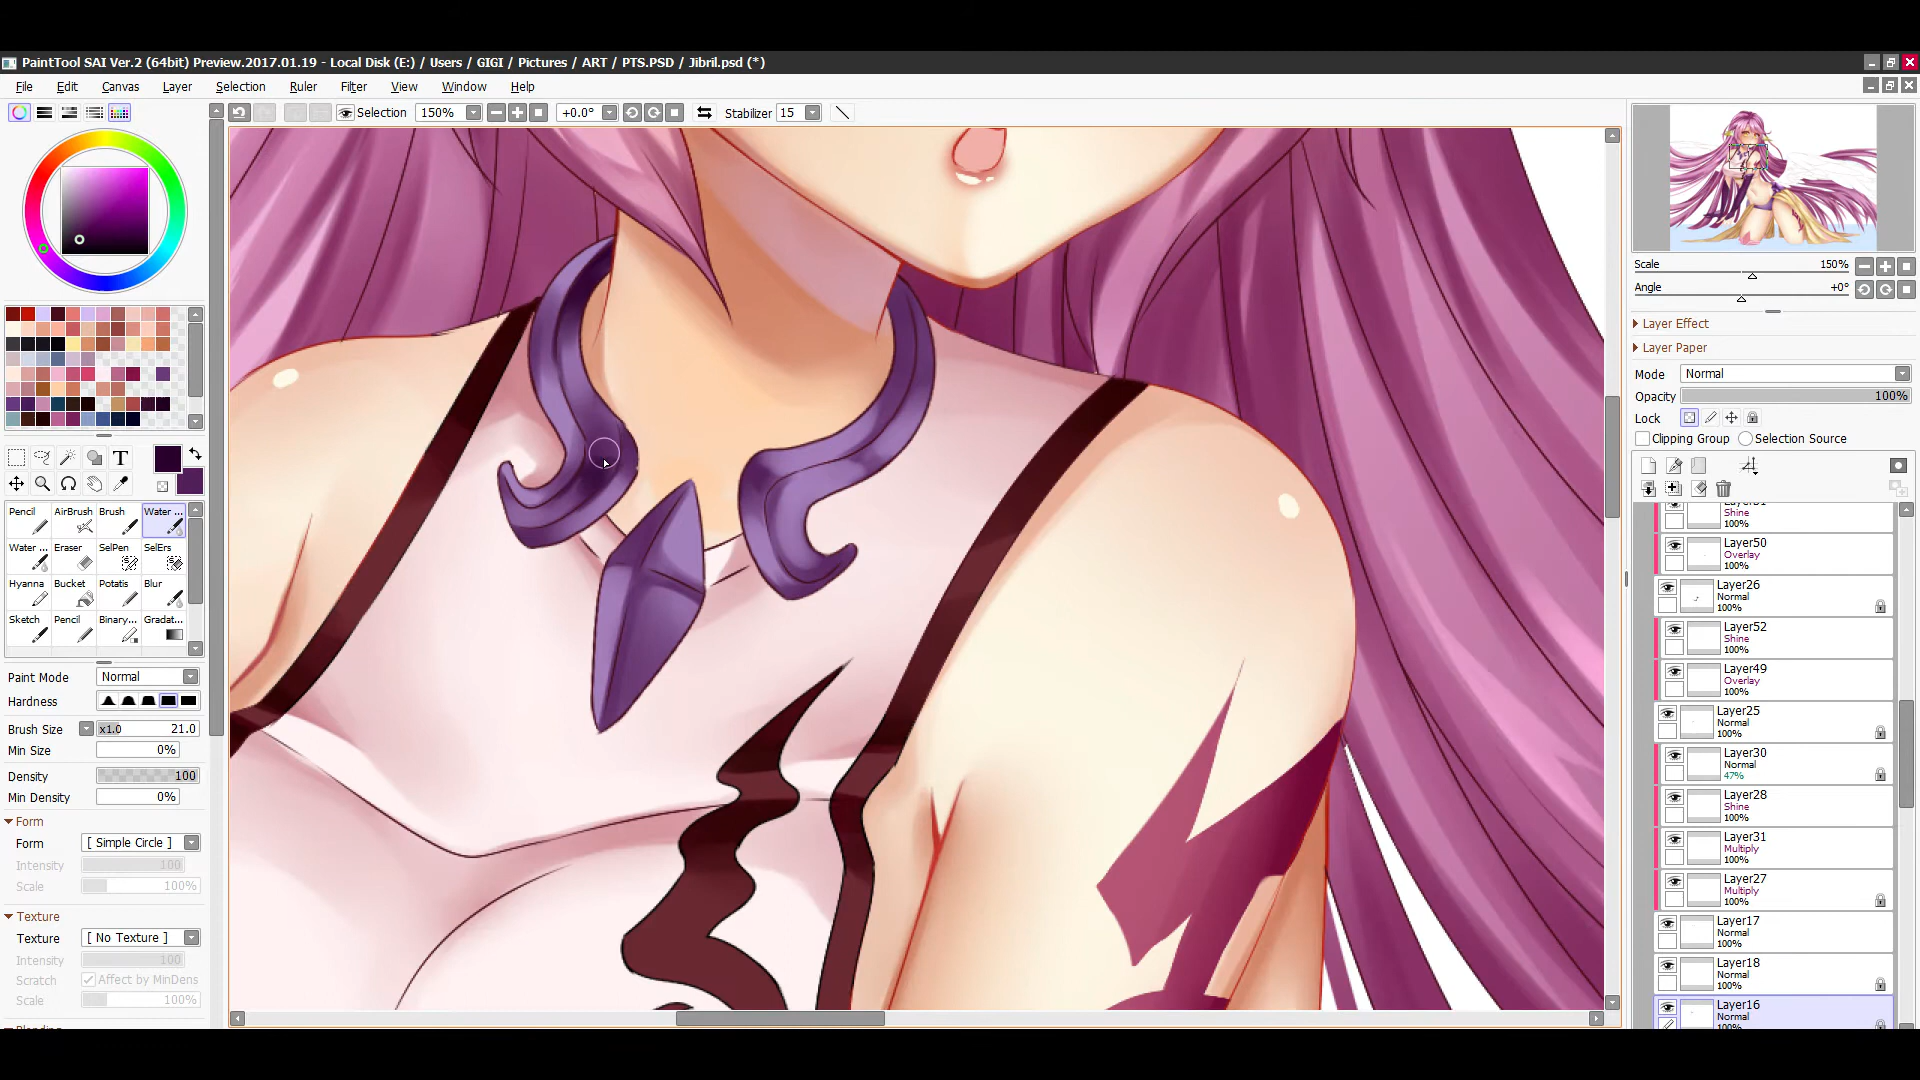 PaintTool SAI Ver.2 (64bit) Preview.2017.01.19 - Local Disk (E:) / Users / GIGI / Pictures / ART / PTS.PSD / Jibril.psd (*)
File Edit Canvas Layer Selection Ruler Filter View Window Help
Selection 150% +0.0° Stabilizer 15
Scale 150%
Angle +0°
Layer Effect
Layer Paper
Mode Normal
Opacity 100%
Lock
Clipping Group Selection Source
T
Pencil AirBrush Brush Water ...
Water ... Eraser SelPen SelErs
Hyanna Bucket Potatis Blur
Sketch Pencil Binary... Gradat...
Paint Mode Normal
Hardness
Brush Size x1.0 21.0
Min Size 0%
Density 100
Min Density 0%
Form
Form [ Simple Circle ]
Intensity 100
Scale 100%
Texture
Texture [ No Texture ]
Intensity 100
Scratch Affect by MinDens
Scale 100%
Shine
100%
Layer50
Overlay
100%
Layer26
Normal
100%
Layer52
Shine
100%
Layer49
Overlay
100%
Layer25
Normal
100%
Layer30
Normal
47%
Layer28
Shine
100%
Layer31
Multiply
100%
Layer27
Multiply
100%
Layer17
Normal
100%
Layer18
Normal
100%
Layer16
Normal
100%